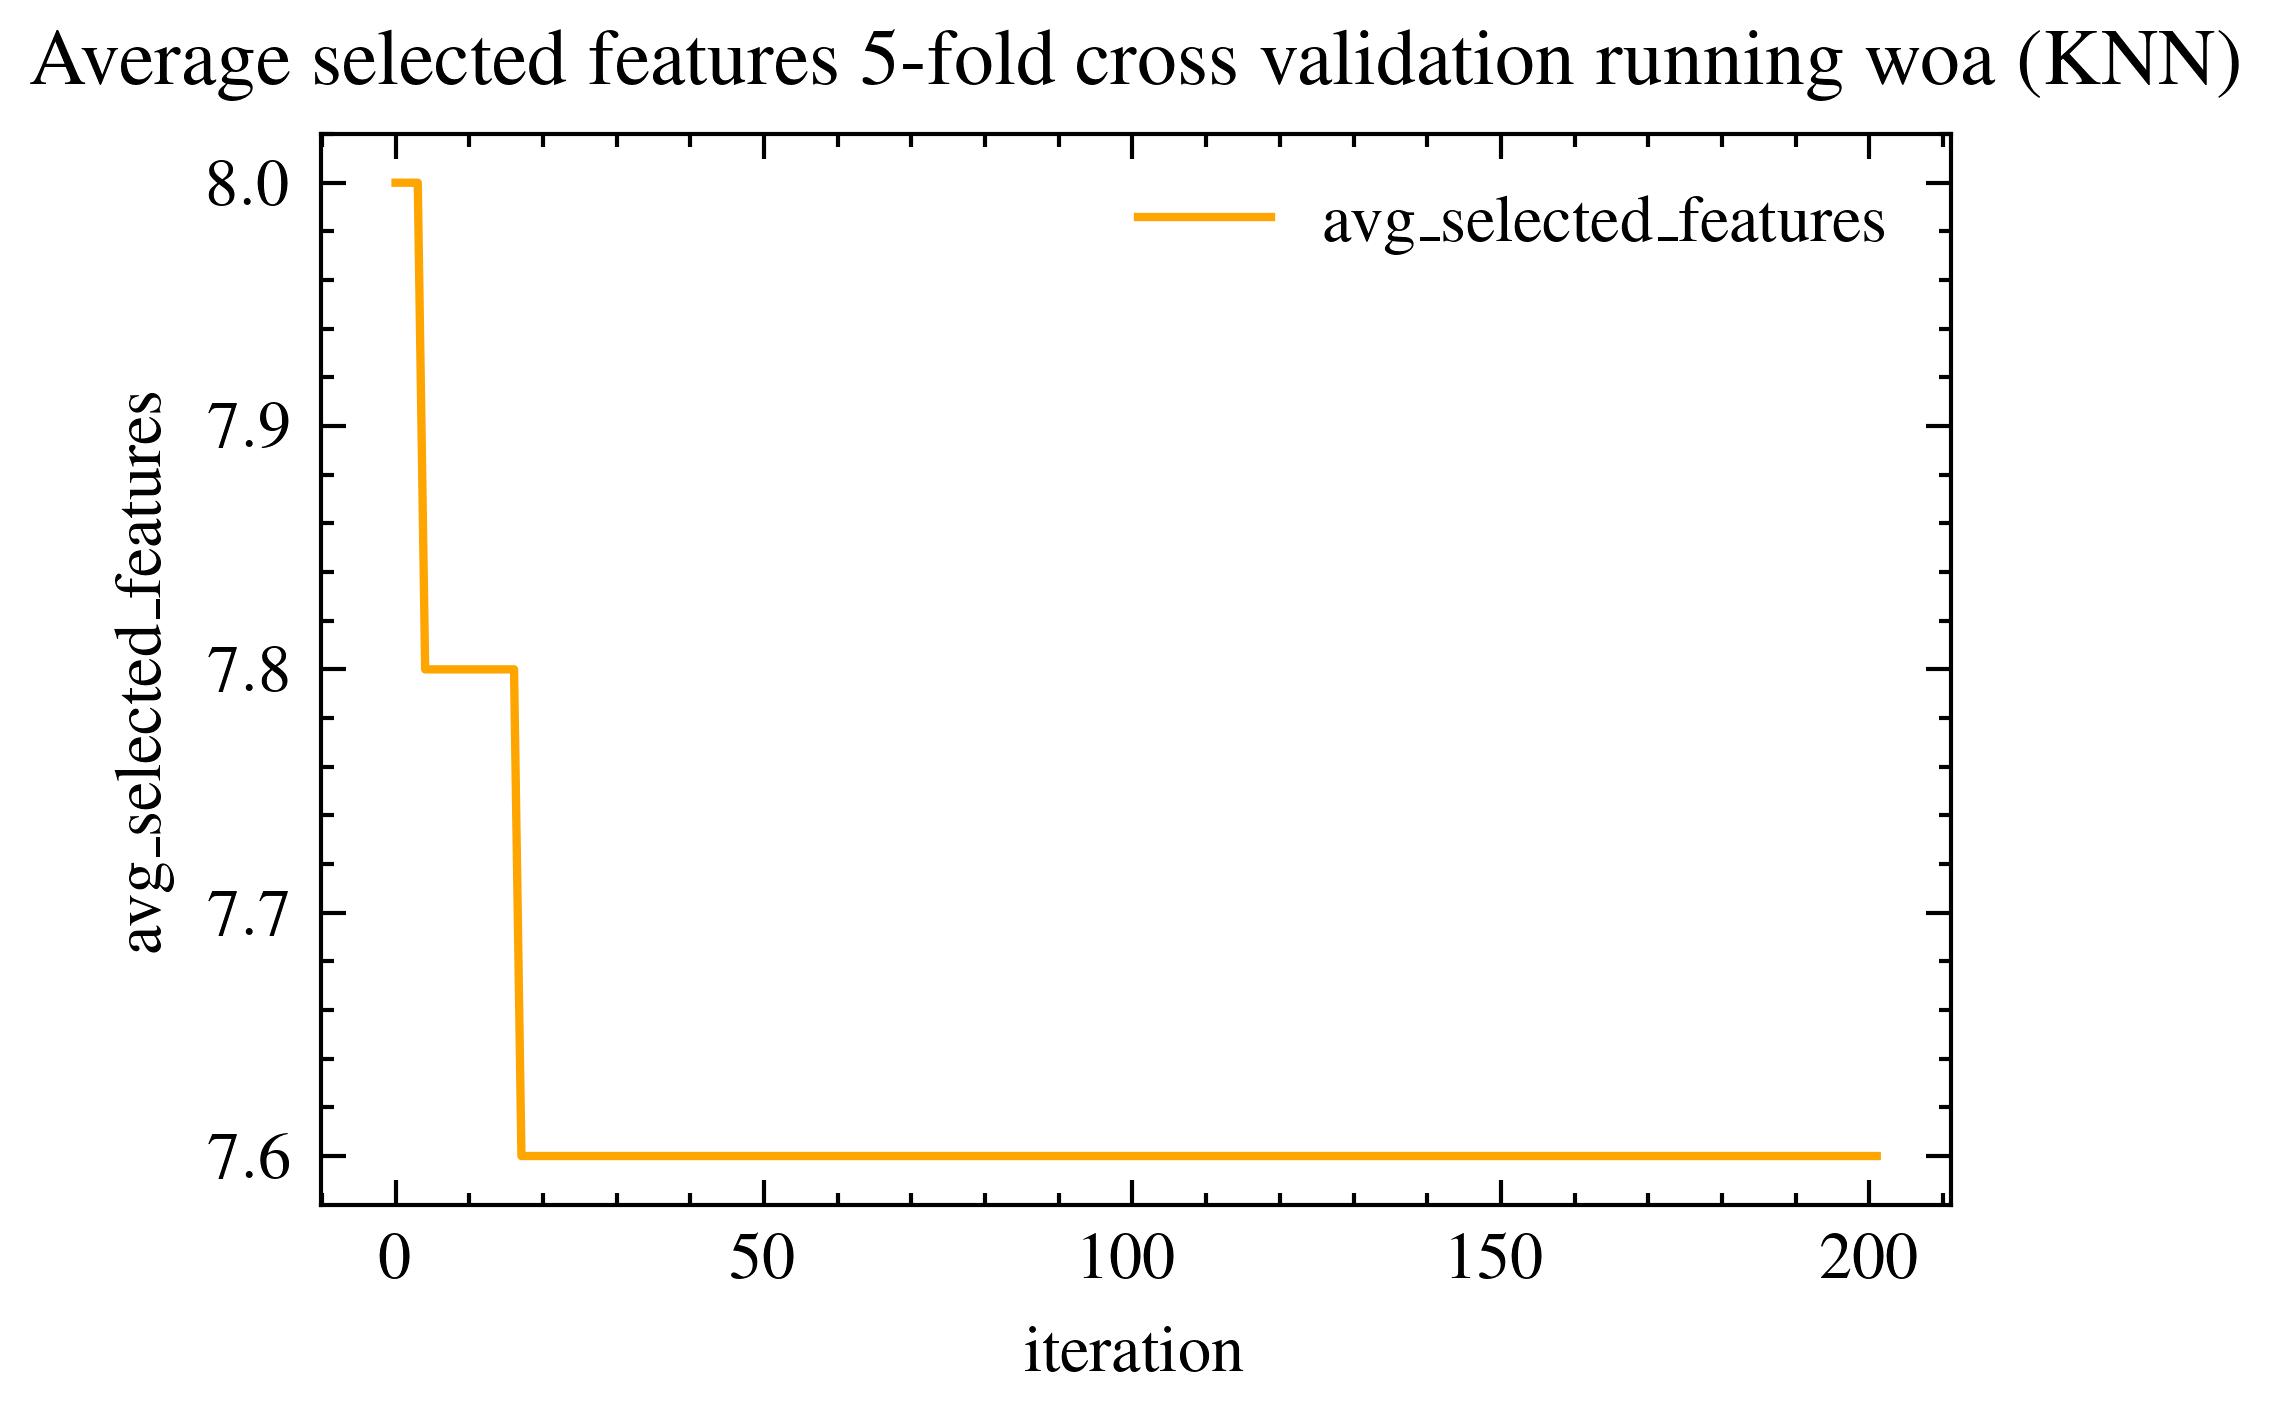 Average selected features 5-fold cross validation running woa (KNN)
avg_selected_features
8.0
7.9
7.8
7.7
7.6
avg_selected_features
0 50 100 150 200
iteration